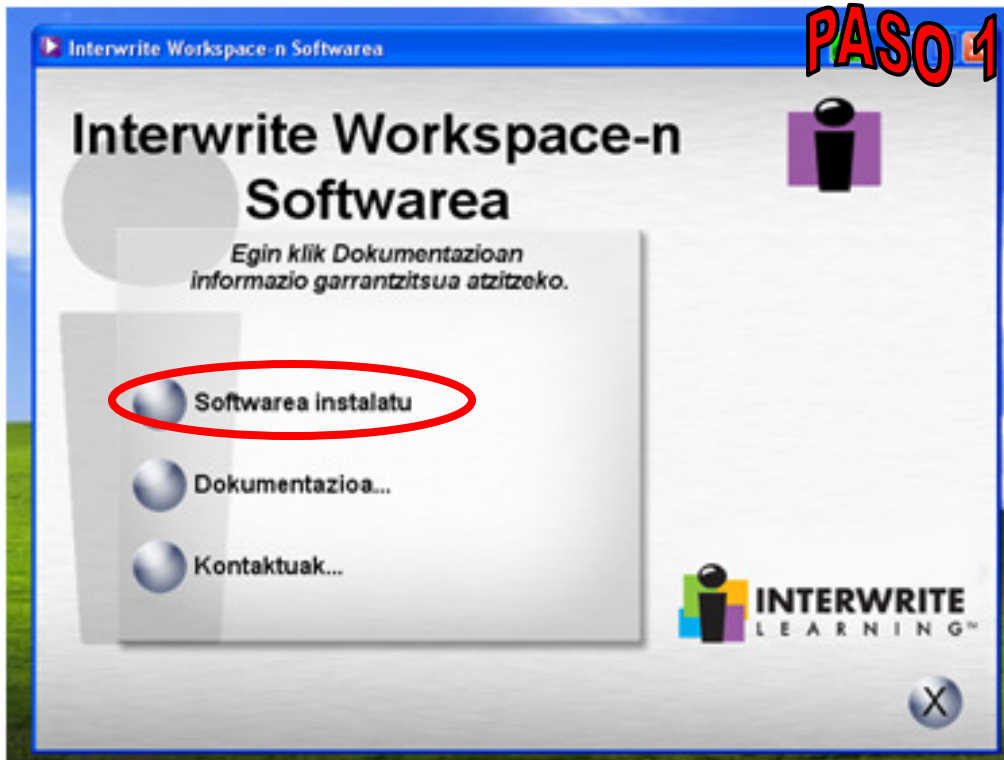 PASO 1
Interwrite Workspace-n Softwarea
Interwrite Workspace-n
Softwarea
Egin klik Dokumentazioan
informazio garrantzitsua atzitzeko.
Softwarea instalatu
Dokumentazioa...
Kontaktuak...
INTERWRITE
LEARNING™
X